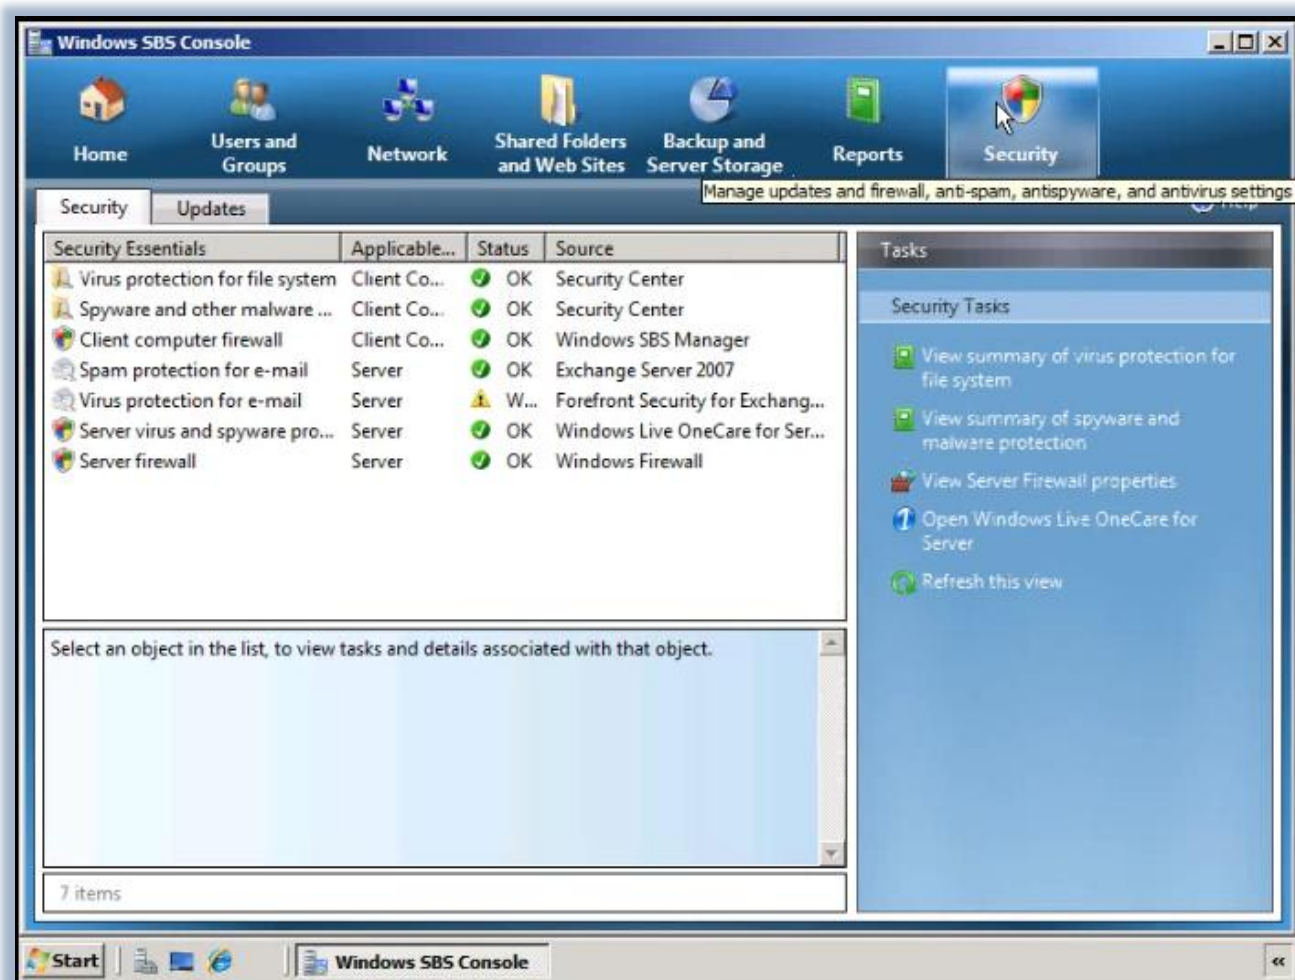 Windows SBS Console
Home
Users and
Groups
Network
Shared Folders
and Web Sites
Backup and
Server Storage
Reports
Security
Manage updates and firewall, anti-spam, antispyware, and antivirus settings
Security
Updates
Security Essentials Applicable... Status Source
Virus protection for file system Client Co... OK Security Center
Spyware and other malware ... Client Co... OK Security Center
Client computer firewall Client Co... OK Windows SBS Manager
Spam protection for e-mail Server OK Exchange Server 2007
Virus protection for e-mail Server W... Forefront Security for Exchang...
Server virus and spyware pro... Server OK Windows Live OneCare for Ser...
Server firewall Server OK Windows Firewall
Select an object in the list, to view tasks and details associated with that object.
7 items
Tasks
Security Tasks
View summary of virus protection for
file system
View summary of spyware and
malware protection
View Server Firewall properties
Open Windows Live OneCare for
Server
Refresh this view
Start
Windows SBS Console